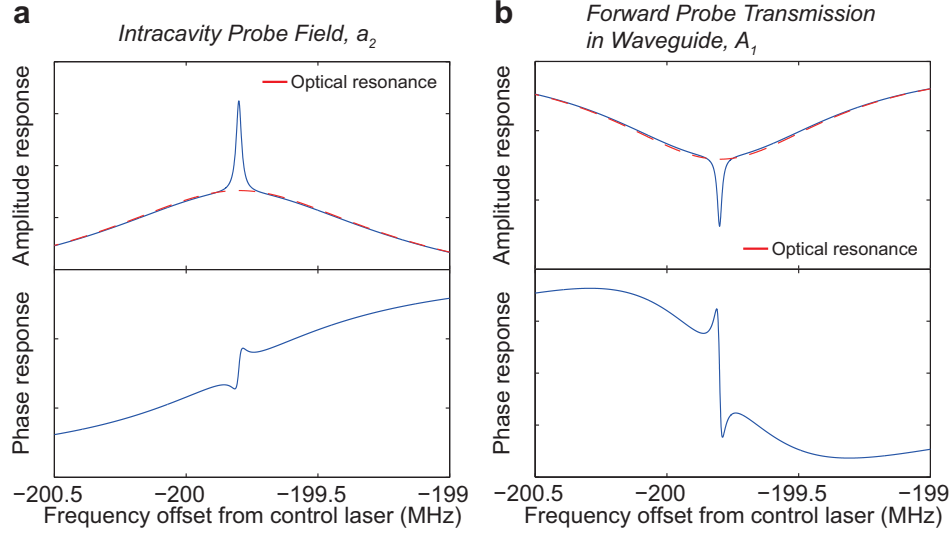 a
Intracavity Probe Field, a2
Optical resonance
Amplitude response
Phase response
−200.5
−200
−199.5
−199
Frequency offset from control laser (MHz)
b
Forward Probe Transmission
in Waveguide, A1
Amplitude response
Optical resonance
Phase response
−200.5
−200
−199.5
−199
Frequency offset from control laser (MHz)